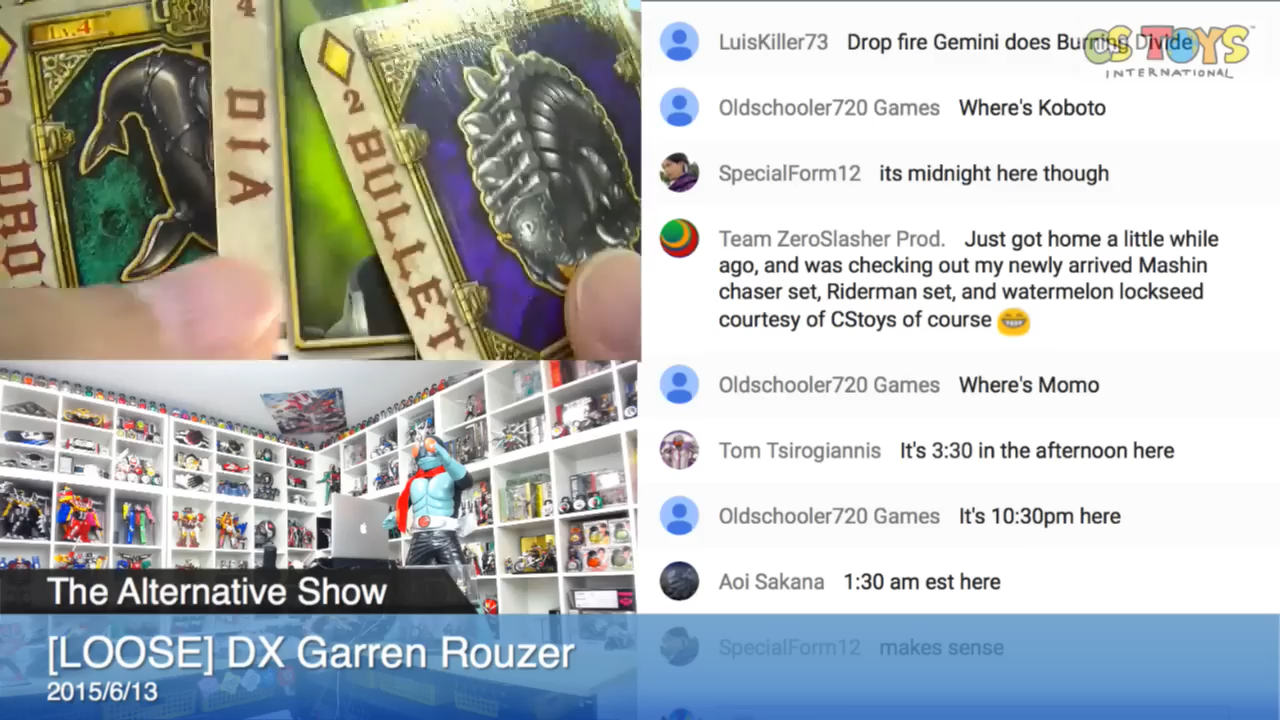 Lv.4
5
4
DIA
2
BULLET
The Alternative Show
[LOOSE] DX Garren Rouzer
2015/6/13
CS TOYS
INTERNATIONAL
LuisKiller73 Drop fire Gemini does Burning Divide
Oldschooler720 Games Where's Koboto
SpecialForm12 its midnight here though
Team ZeroSlasher Prod. Just got home a little while
ago, and was checking out my newly arrived Mashin
chaser set, Riderman set, and watermelon lockseed
courtesy of CStoys of course
Oldschooler720 Games Where's Momo
Tom Tsirogiannis It's 3:30 in the afternoon here
Oldschooler720 Games It's 10:30pm here
Aoi Sakana 1:30 am est here
SpecialForm12 makes sense